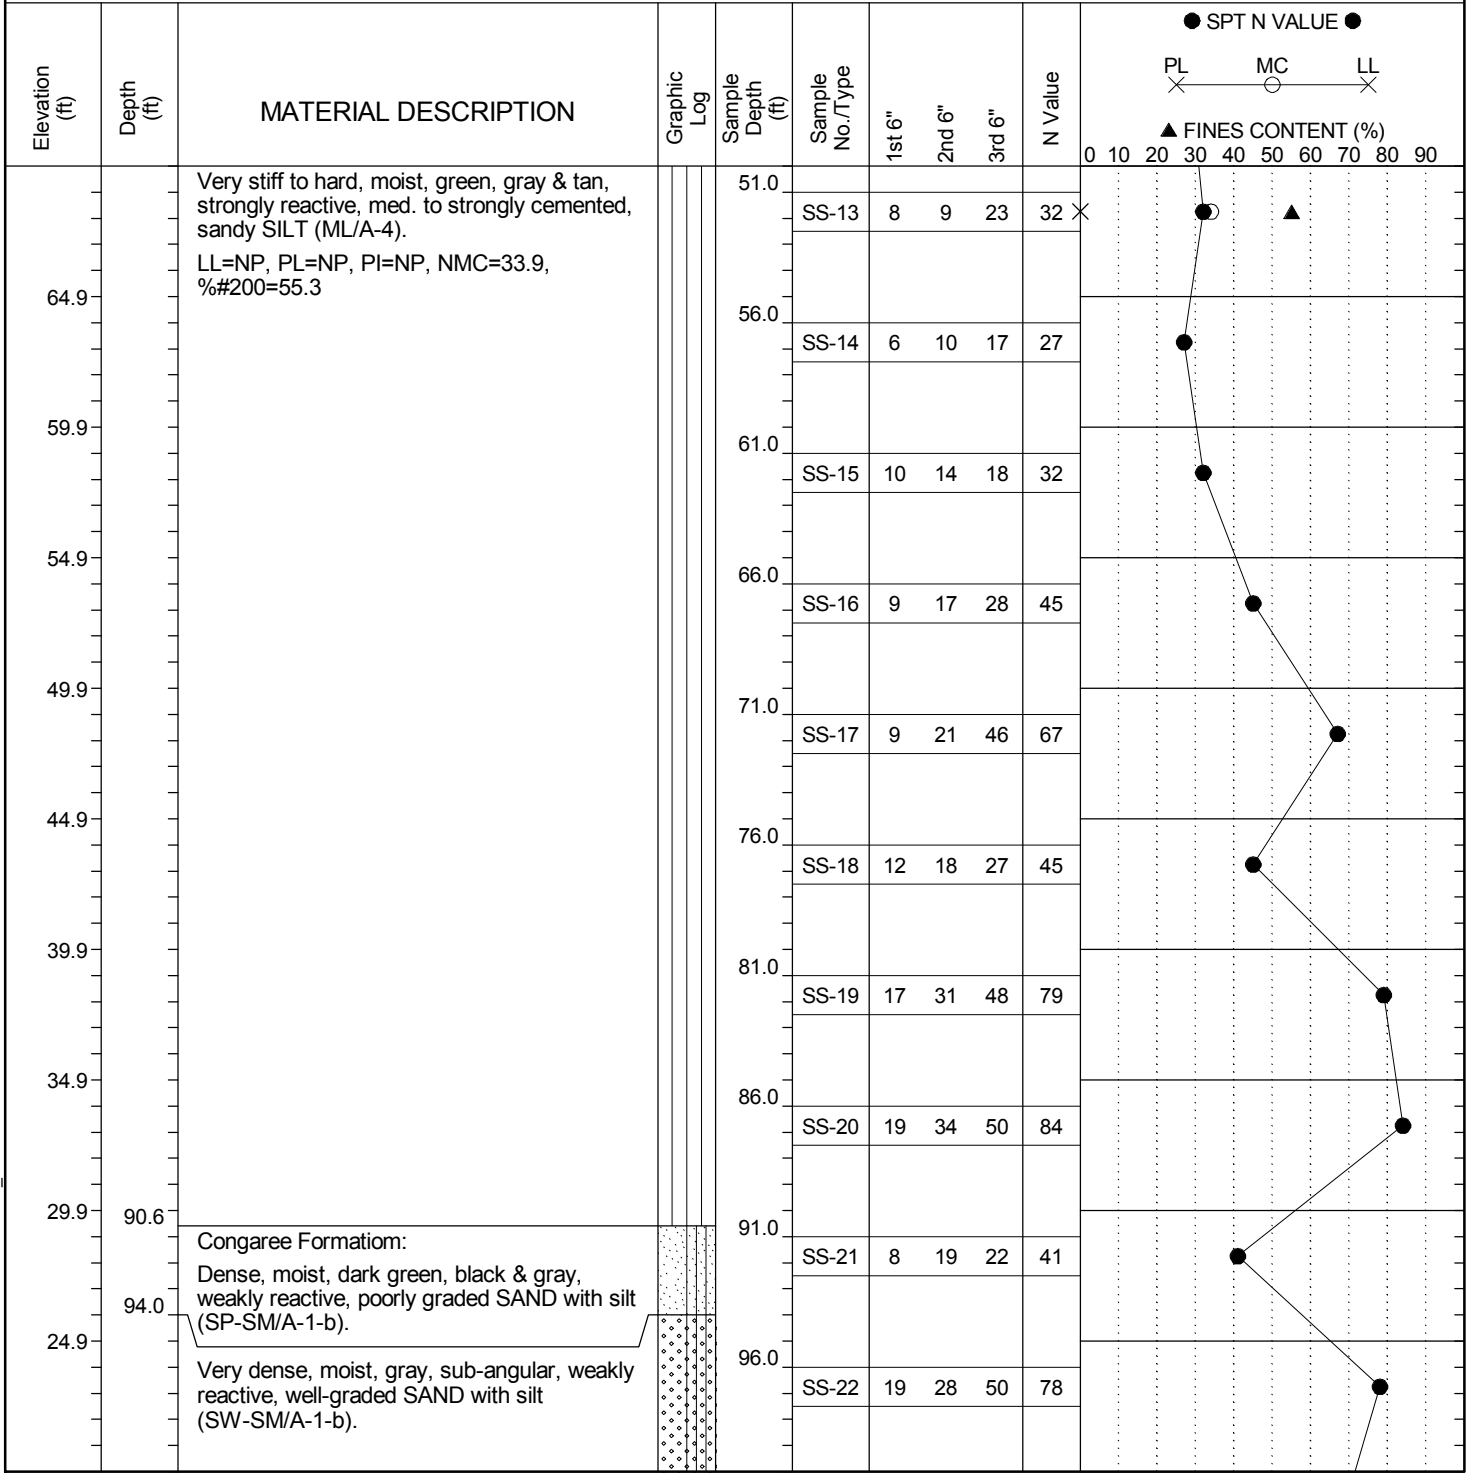 ● SPT N VALUE ●
PL MC LL
Elevation (ft)
Depth (ft)
MATERIAL DESCRIPTION
Graphic Log
Sample Depth (ft)
Sample No./Type
1st 6"
2nd 6"
3rd 6"
N Value
▲ FINES CONTENT (%)
0 10 20 30 40 50 60 70 80 90
Very stiff to hard, moist, green, gray & tan,
strongly reactive, med. to strongly cemented,
sandy SILT (ML/A-4).
LL=NP, PL=NP, PI=NP, NMC=33.9,
%#200=55.3
51.0
SS-13 8 9 23 32
64.9
56.0
SS-14 6 10 17 27
59.9
61.0
SS-15 10 14 18 32
54.9
66.0
SS-16 9 17 28 45
49.9
71.0
SS-17 9 21 46 67
44.9
76.0
SS-18 12 18 27 45
39.9
81.0
SS-19 17 31 48 79
34.9
86.0
SS-20 19 34 50 84
29.9
90.6
91.0
Congaree Formatiom:
SS-21 8 19 22 41
Dense, moist, dark green, black & gray,
weakly reactive, poorly graded SAND with silt
(SP-SM/A-1-b).
94.0
24.9
96.0
Very dense, moist, gray, sub-angular, weakly
reactive, well-graded SAND with silt
(SW-SM/A-1-b).
SS-22 19 28 50 78